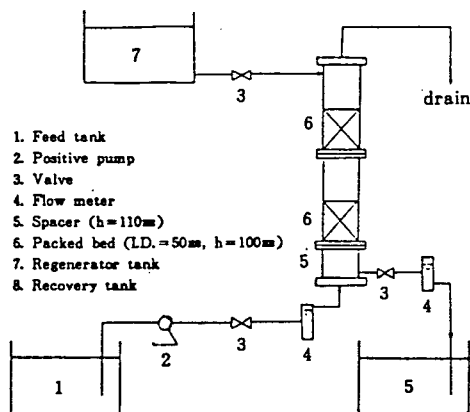 7
3
drain
6
1. Feed tank
2. Positive pump
3. Valve
4. Flow meter
5. Spacer (h=110㎜)
6. Packed bed (I.D.=50㎜, h=100㎜)
7. Regenerator tank
8. Recovery tank
6
5
3
4
2
3
4
1
5